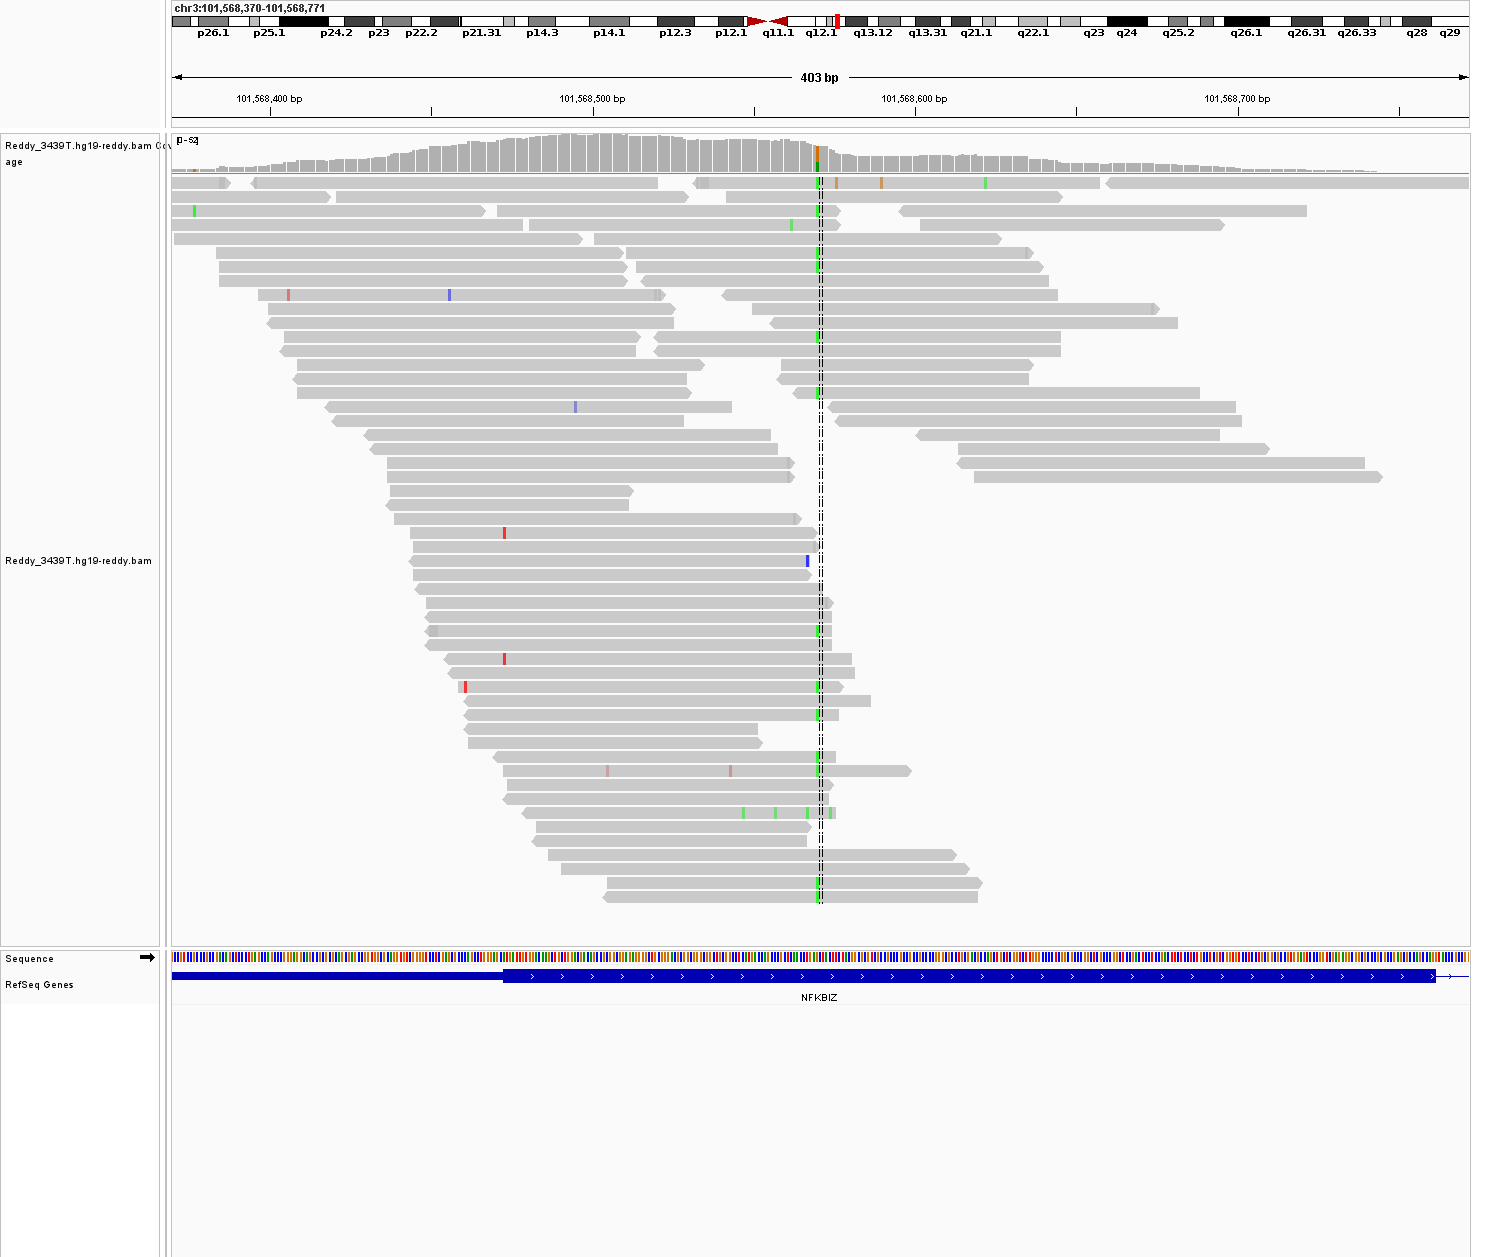 chr3:101,568,370-101,568,771
p26.1 p25.1 p24.2 p23 p22.2 p21.31 p14.3 p14.1 p12.3 p12.1 q11.1 q12.1 q13.12 q13.31 q21.1 q22.1 q23 q24 q25.2 q26.1 q26.31 q26.33 q28 q29
403 bp
101,568,400 bp 101,568,500 bp 101,568,600 bp 101,568,700 bp
[0-52]
Reddy_3439T.hg19-reddy.bam Cov
age
Reddy_3439T.hg19-reddy.bam
Sequence
RefSeq Genes
NFKBIZ